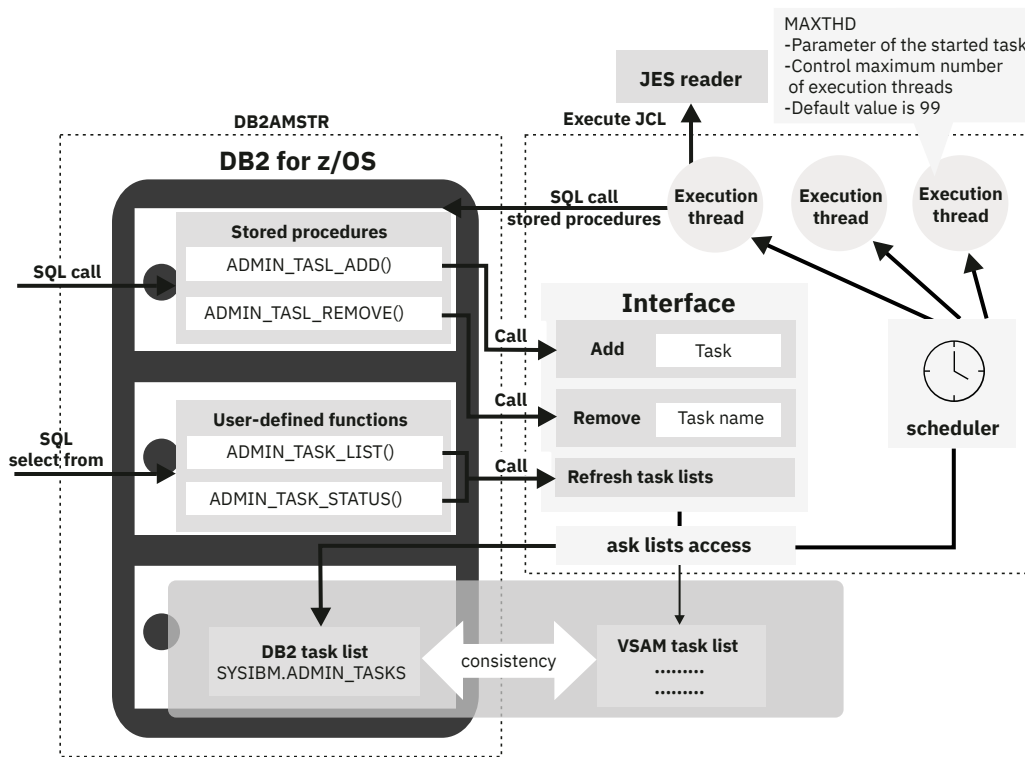 MAXTHD
-Parameter of the started task
-Control maximum number
of execution threads
-Default value is 99
JES reader
DB2AMSTR
Execute JCL
DB2 for z/OS
SQL call
stored procedures
Execution
thread
Execution
thread
Execution
thread
Stored procedures
ADMIN_TASL_ADD()
ADMIN_TASL_REMOVE()
SQL call
Interface
Call
Add
Task
Call
Remove
Task name
scheduler
User-defined functions
ADMIN_TASK_LIST()
ADMIN_TASK_STATUS()
SQL
select from
Call
Refresh task lists
ask lists access
DB2 task list
SYSIBM.ADMIN_TASKS
consistency
VSAM task list
.........
.........